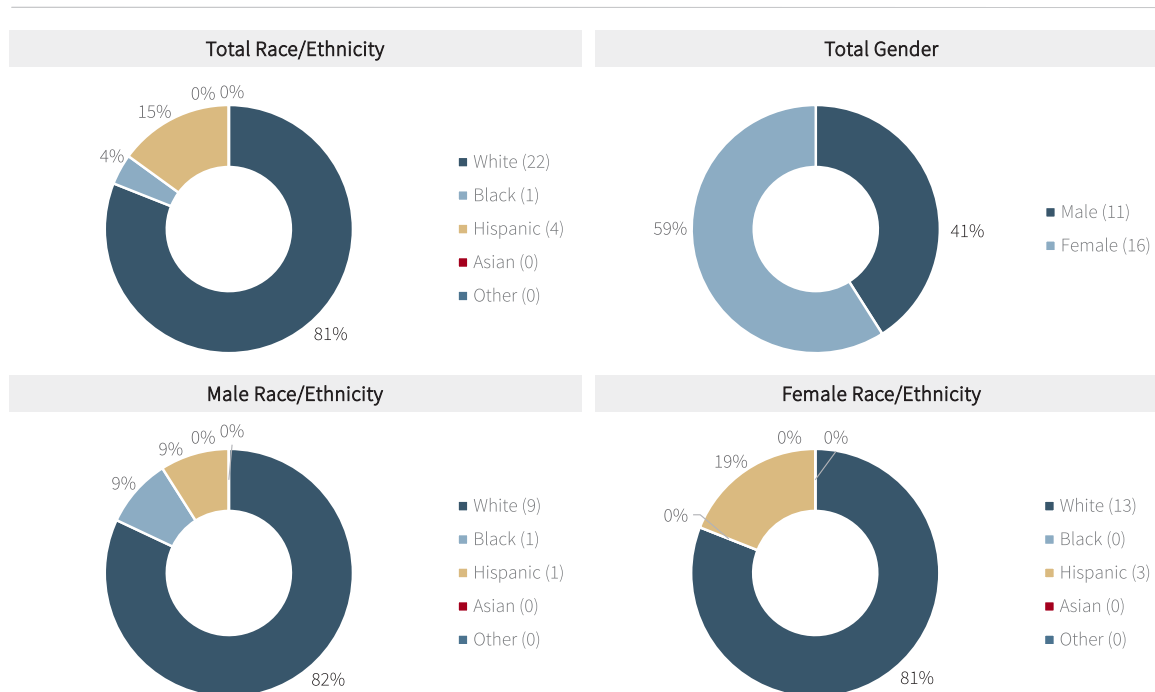 Total Race/Ethnicity
0% 0%
15%
4%
81%
White (22)
Black (1)
Hispanic (4)
Asian (0)
Other (0)
Total Gender
59%
41%
Male (11)
Female (16)
Male Race/Ethnicity
0% 0%
9%
9%
82%
White (9)
Black (1)
Hispanic (1)
Asian (0)
Other (0)
Female Race/Ethnicity
0% 0%
19%
0%
81%
White (13)
Black (0)
Hispanic (3)
Asian (0)
Other (0)